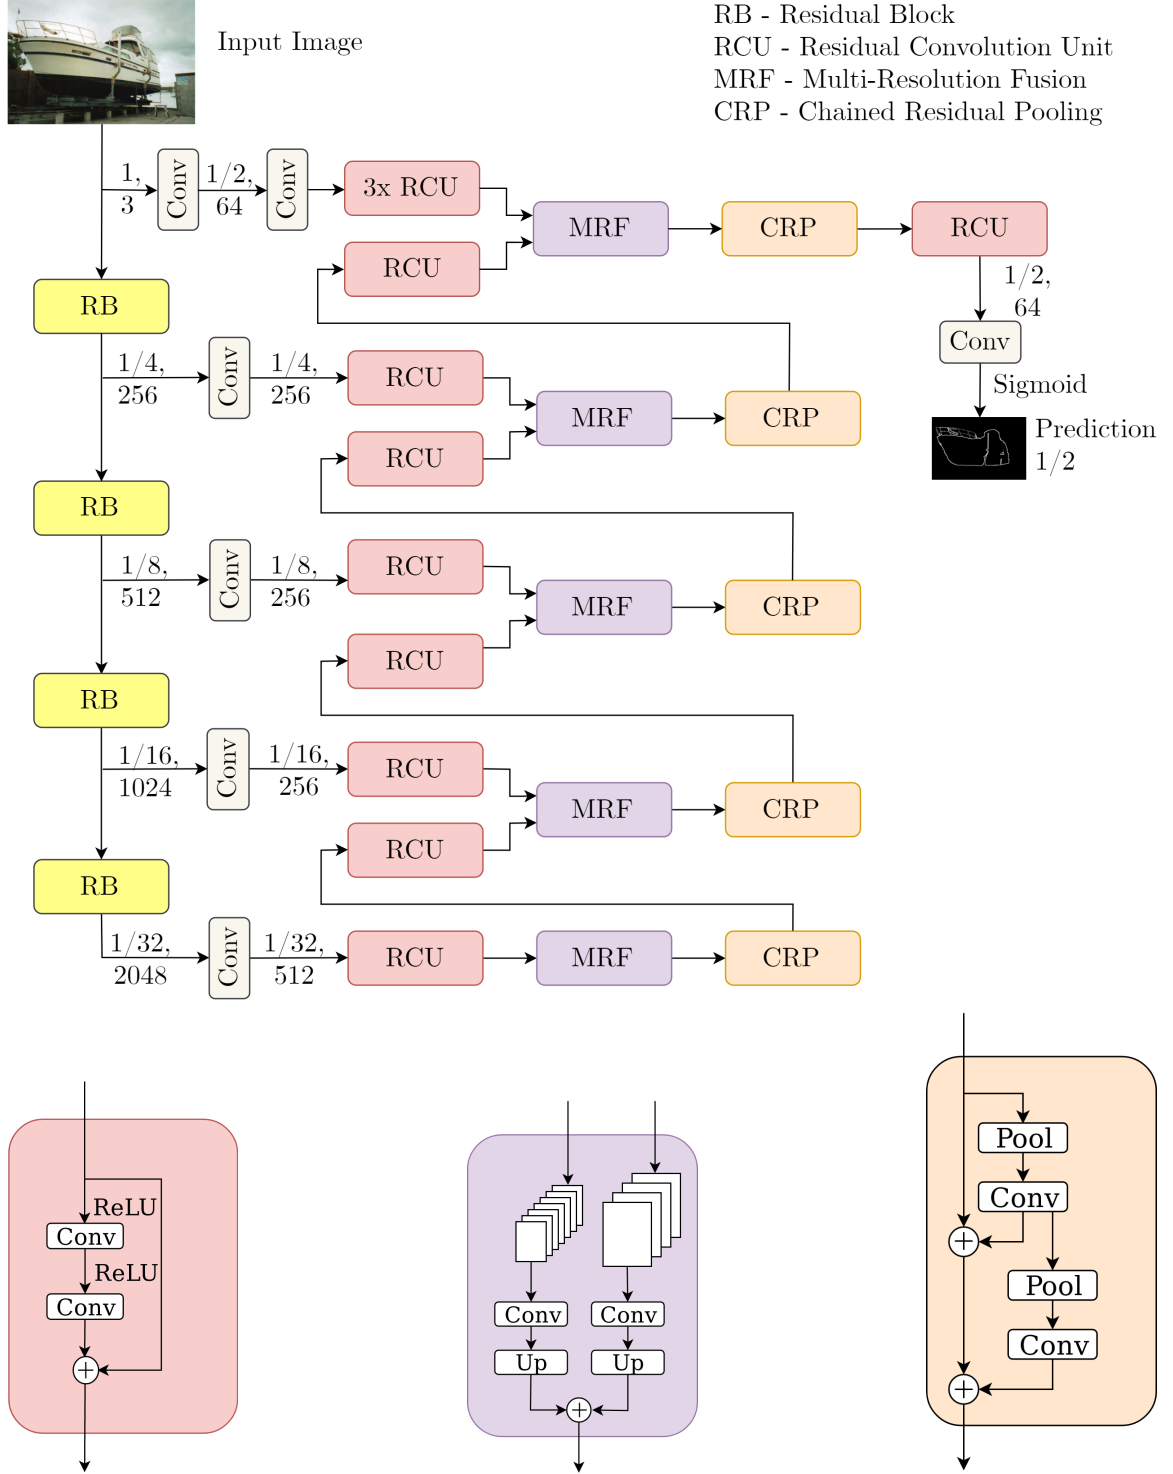 Input Image
RB - Residual Block
RCU - Residual Convolution Unit
MRF - Multi-Resolution Fusion
CRP - Chained Residual Pooling
1,
3
Conv
1/2,
64
Conv
3x RCU
RCU
MRF
CRP
RCU
1/2,
64
Conv
Sigmoid
Prediction
1/2
RB
1/4,
256
Conv
1/4,
256
RCU
RCU
MRF
CRP
RB
1/8,
512
Conv
1/8,
256
RCU
RCU
MRF
CRP
RB
1/16,
1024
Conv
1/16,
256
RCU
RCU
MRF
CRP
RB
1/32,
2048
Conv
1/32,
512
RCU
MRF
CRP
ReLU
Conv
ReLU
Conv
Conv
Conv
Up
Up
Pool
Conv
Pool
Conv